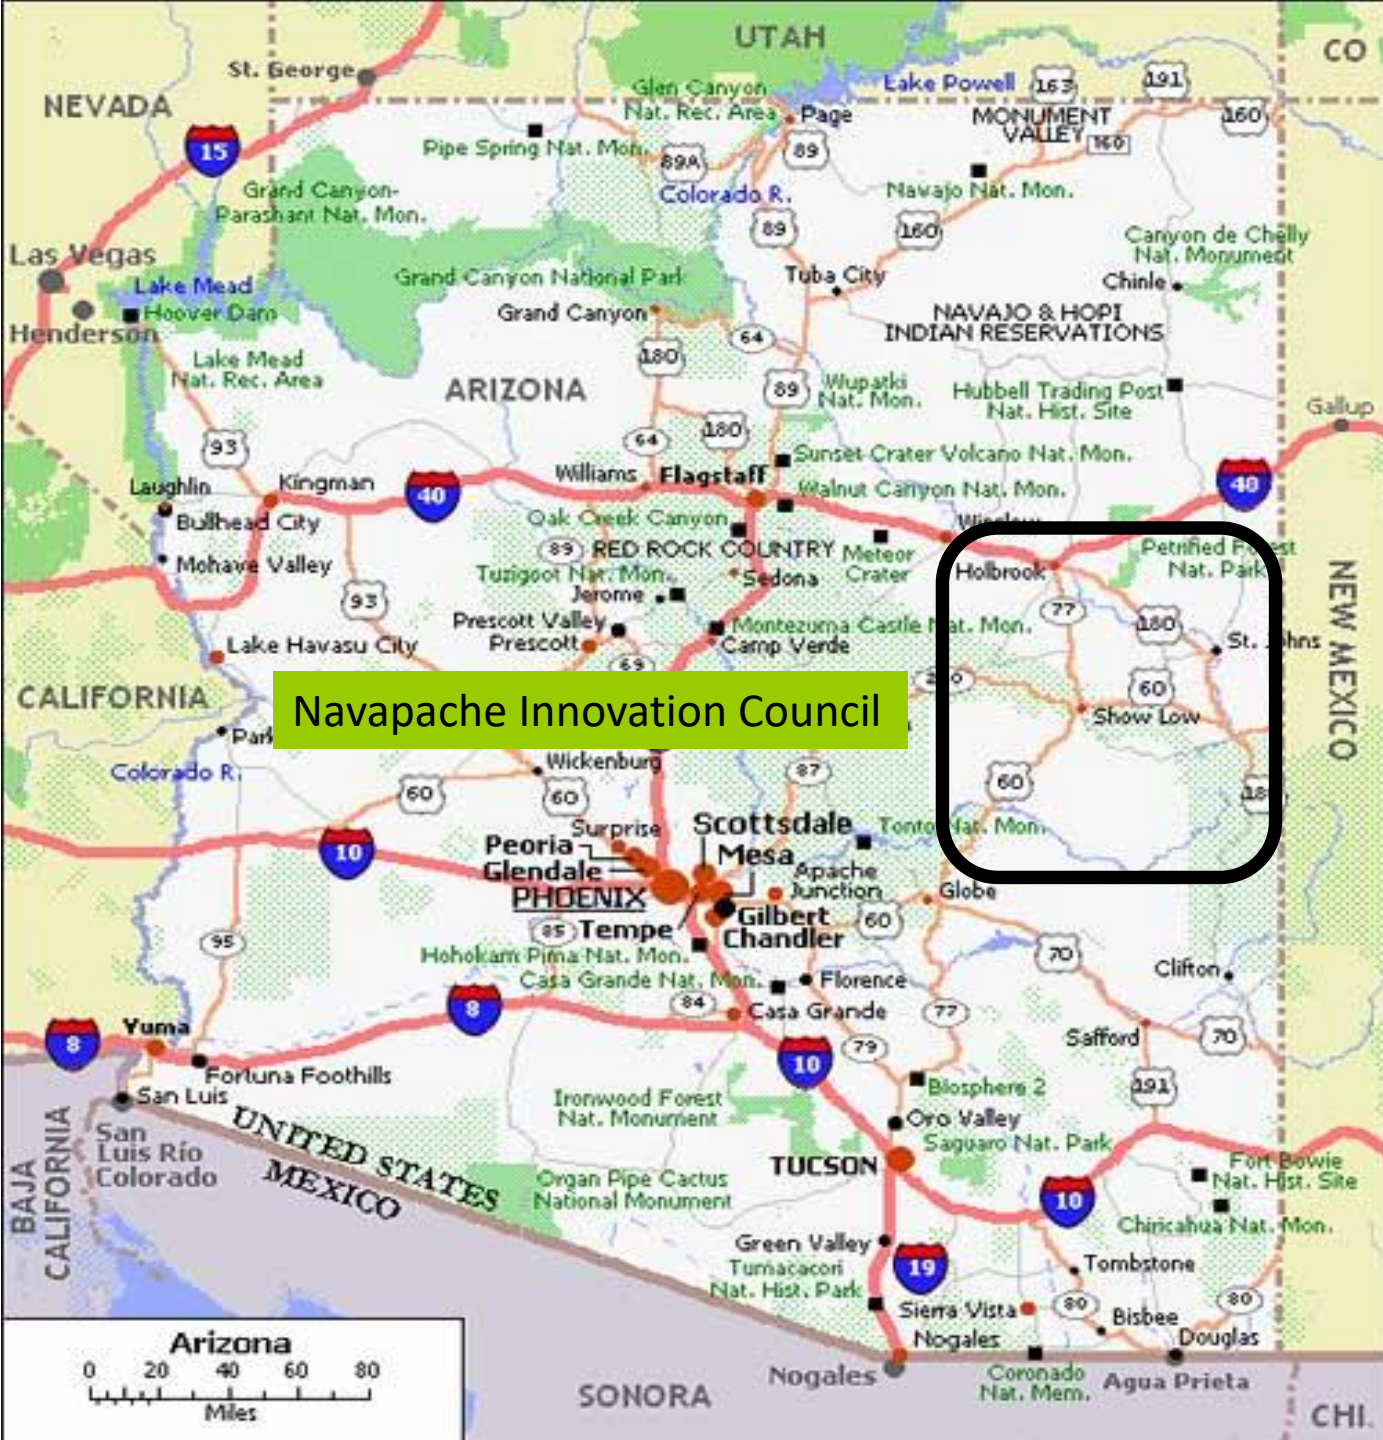 UTAH
CO
St. George
Glen Canyon
Nat. Rec. Area
Lake Powell
163
191
NEVADA
Page
MONUMENT
VALLEY
160
160
15
Pipe Spring Nat. Mon.
89A
89
Grand Canyon-
Parashant Nat. Mon.
Colorado R.
Navajo Nat. Mon.
89
160
Canyon de Chelly
Nat. Monument
Las Vegas
Lake Mead
Grand Canyon National Park
Tuba City
Chinle
Hoover Dam
Henderson
Grand Canyon
NAVAJO & HOPI
INDIAN RESERVATIONS
64
Lake Mead
Nat. Rec. Area
180
ARIZONA
89
Wupatki
Nat. Mon.
Hubbell Trading Post
Nat. Hist. Site
Gallup
93
64
180
Sunset Crater Volcano Nat. Mon.
Laughlin
Kingman
40
Williams
Flagstaff
Walnut Canyon Nat. Mon.
40
Bullhead City
Oak Creek Canyon
Mohave Valley
89
RED ROCK COUNTRY
Meteor
Crater
Petrified Forest
Nat. Park
Holbrook
Tuzigoot Nat. Mon.
Sedona
Jerome
93
77
180
Prescott Valley
Prescott
Montezuma Castle Nat. Mon.
Camp Verde
Lake Havasu City
69
St. Johns
NEW MEXICO
CALIFORNIA
60
Navapache Innovation Council
Show Low
Colorado R.
Wickenburg
87
60
60
60
Surprise
Scottsdale
Tonto Nat. Mon.
Peoria
Glendale
Mesa
10
PHOENIX
Apache
Junction
Globe
60
Tempe
Gilbert
Chandler
95
85
Hohokam Pima Nat. Mon.
70
Clifton
Casa Grande Nat. Mon.
Florence
8
84
Casa Grande
77
Yuma
8
Safford
70
79
10
Fortuna Foothills
Biosphere 2
191
San Luis
Ironwood Forest
Nat. Monument
Oro Valley
San
Luis Río
Colorado
UNITED STATES
MEXICO
Saguaro Nat. Park
BAJA
CALIFORNIA
TUCSON
Organ Pipe Cactus
National Monument
Fort Bowie
Nat. Hist. Site
10
Chiricahua Nat. Mon.
Green Valley
Tumacacori
Nat. Hist. Park
19
Tombstone
Sierra Vista
80
Bisbee
80
Nogales
Douglas
Arizona
0 20 40 60 80
Miles
Nogales
Coronado
Nat. Mem.
Agua Prieta
SONORA
CHI.